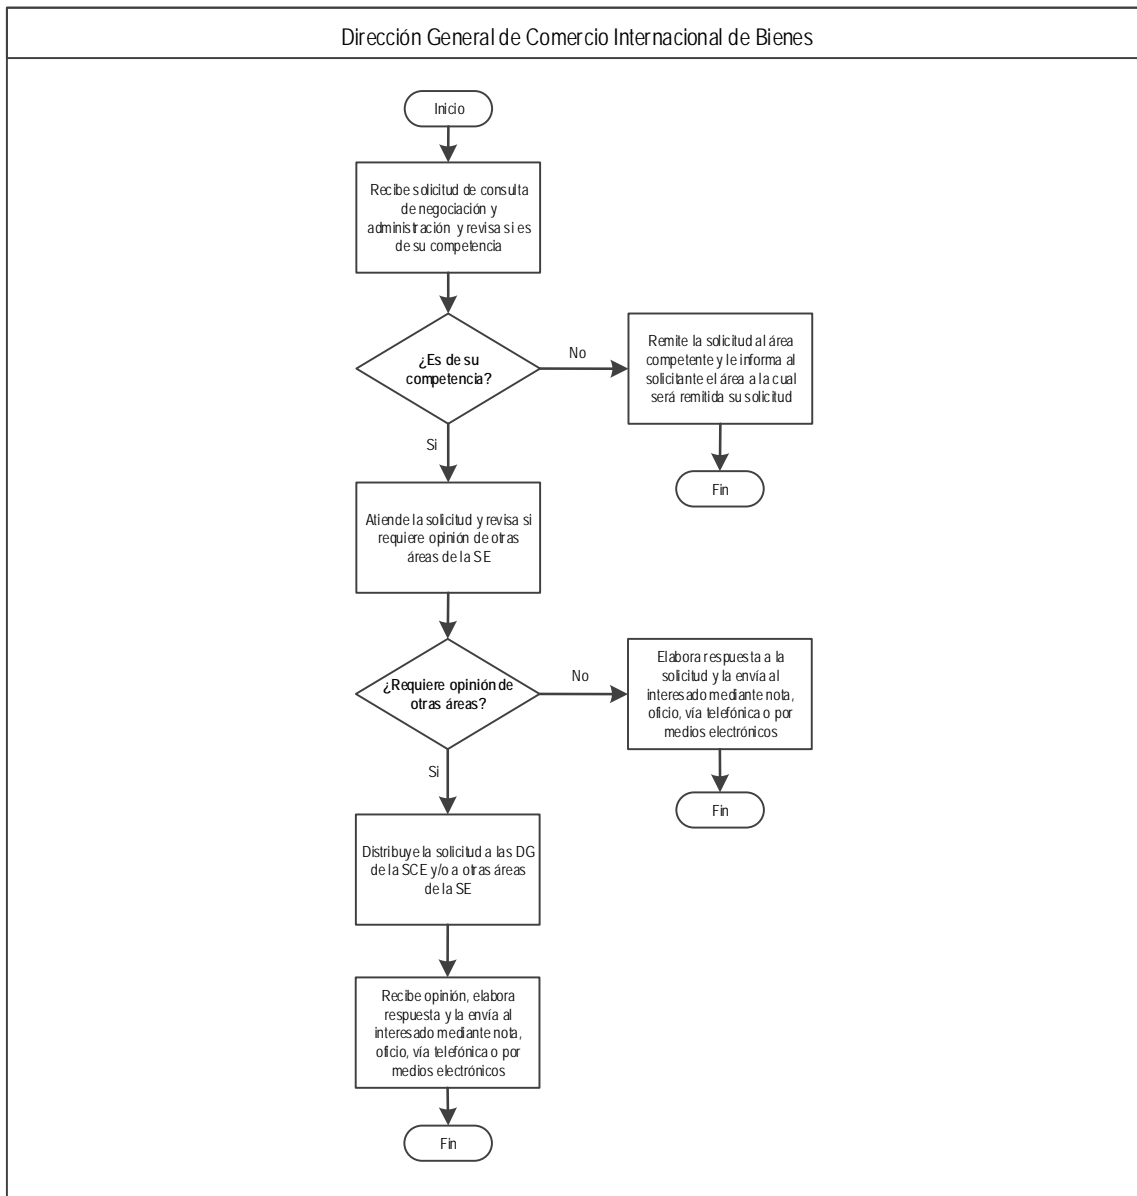 Dirección General de Comercio Internacional de Bienes
Inicio
Recibe solicitud de consulta
de negociación y
administración y revisa si es
de su competencia
¿Es de su
competencia?
No
Remite la solicitud al área
competente y le informa al
solicitante el área a la cual
será remitida su solicitud
Fin
Si
Atiende la solicitud y revisa si
requiere opinión de otras
áreas de la SE
¿Requiere opinión de
otras áreas?
No
Elabora respuesta a la
solicitud y la envía al
interesado mediante nota,
oficio, vía telefónica o por
medios electrónicos
Fin
Si
Distribuye la solicitud a las DG
de la SCE y/o a otras áreas
de la SE
Recibe opinión, elabora
respuesta y la envía al
interesado mediante nota,
oficio, vía telefónica o por
medios electrónicos
Fin